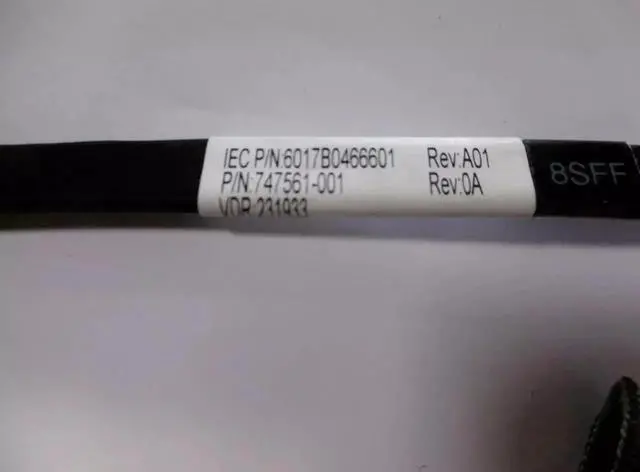 IEC P/N:6017B0466601 Rev:A01
P/N:747561-001 Rev:0A
VDR:231933
8SFF